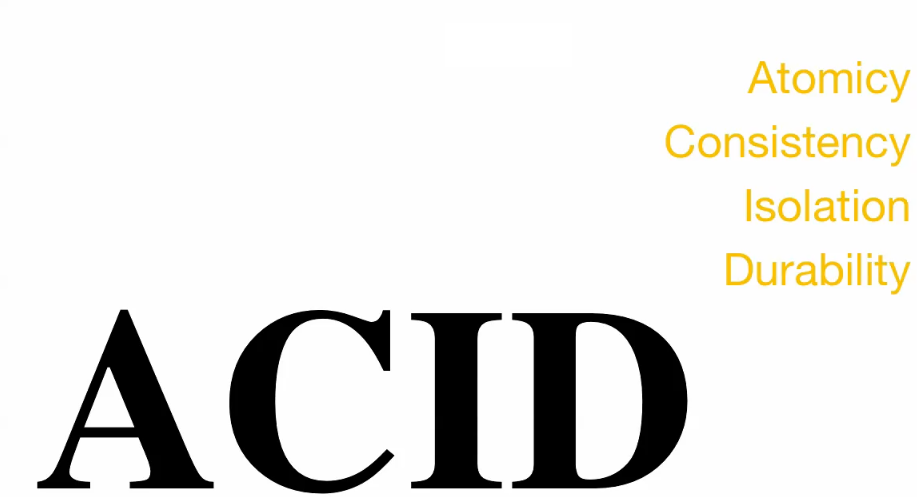 Atomicy
Consistency
Isolation
Durability
ACID